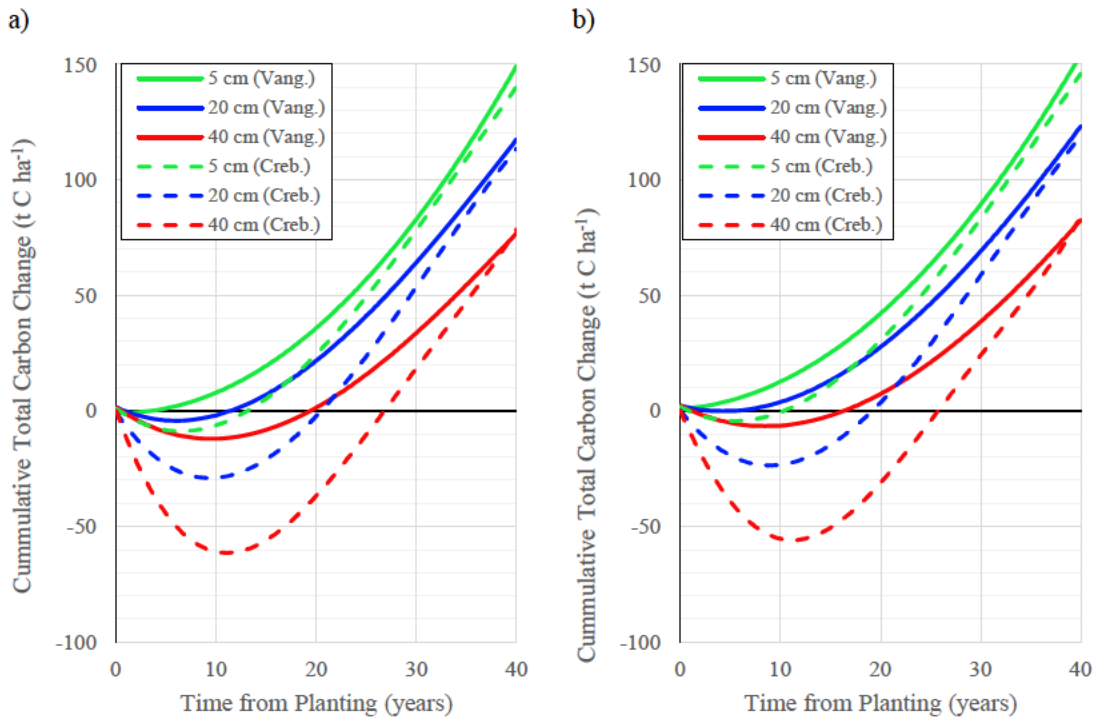 a)
Cummulative Total Carbon Change (t C ha-1)
150
100
50
0
-50
-100
5 cm (Vang.)
20 cm (Vang.)
40 cm (Vang.)
5 cm (Creb.)
20 cm (Creb.)
40 cm (Creb.)
0 10 20 30 40
Time from Planting (years)
b)
Cummulative Total Carbon Change (t C ha-1)
150
100
50
0
-50
-100
5 cm (Vang.)
20 cm (Vang.)
40 cm (Vang.)
5 cm (Creb.)
20 cm (Creb.)
40 cm (Creb.)
0 10 20 30 40
Time from Planting (years)